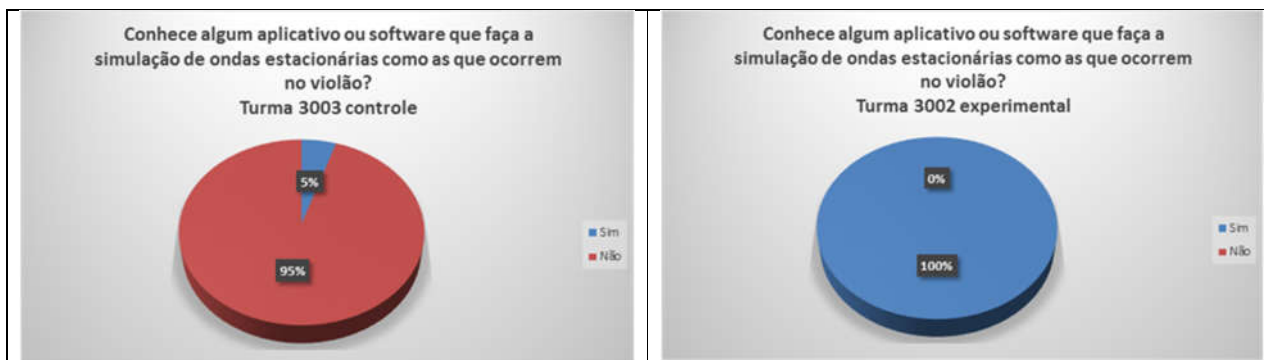 Conhece algum aplicativo ou software que faça a
simulação de ondas estacionárias como as que ocorrem
no violão?
Turma 3003 controle
5%
95%
Sim
Não
Conhece algum aplicativo ou software que faça a
simulação de ondas estacionárias como as que ocorrem
no violão?
Turma 3002 experimental
0%
100%
Sim
Não